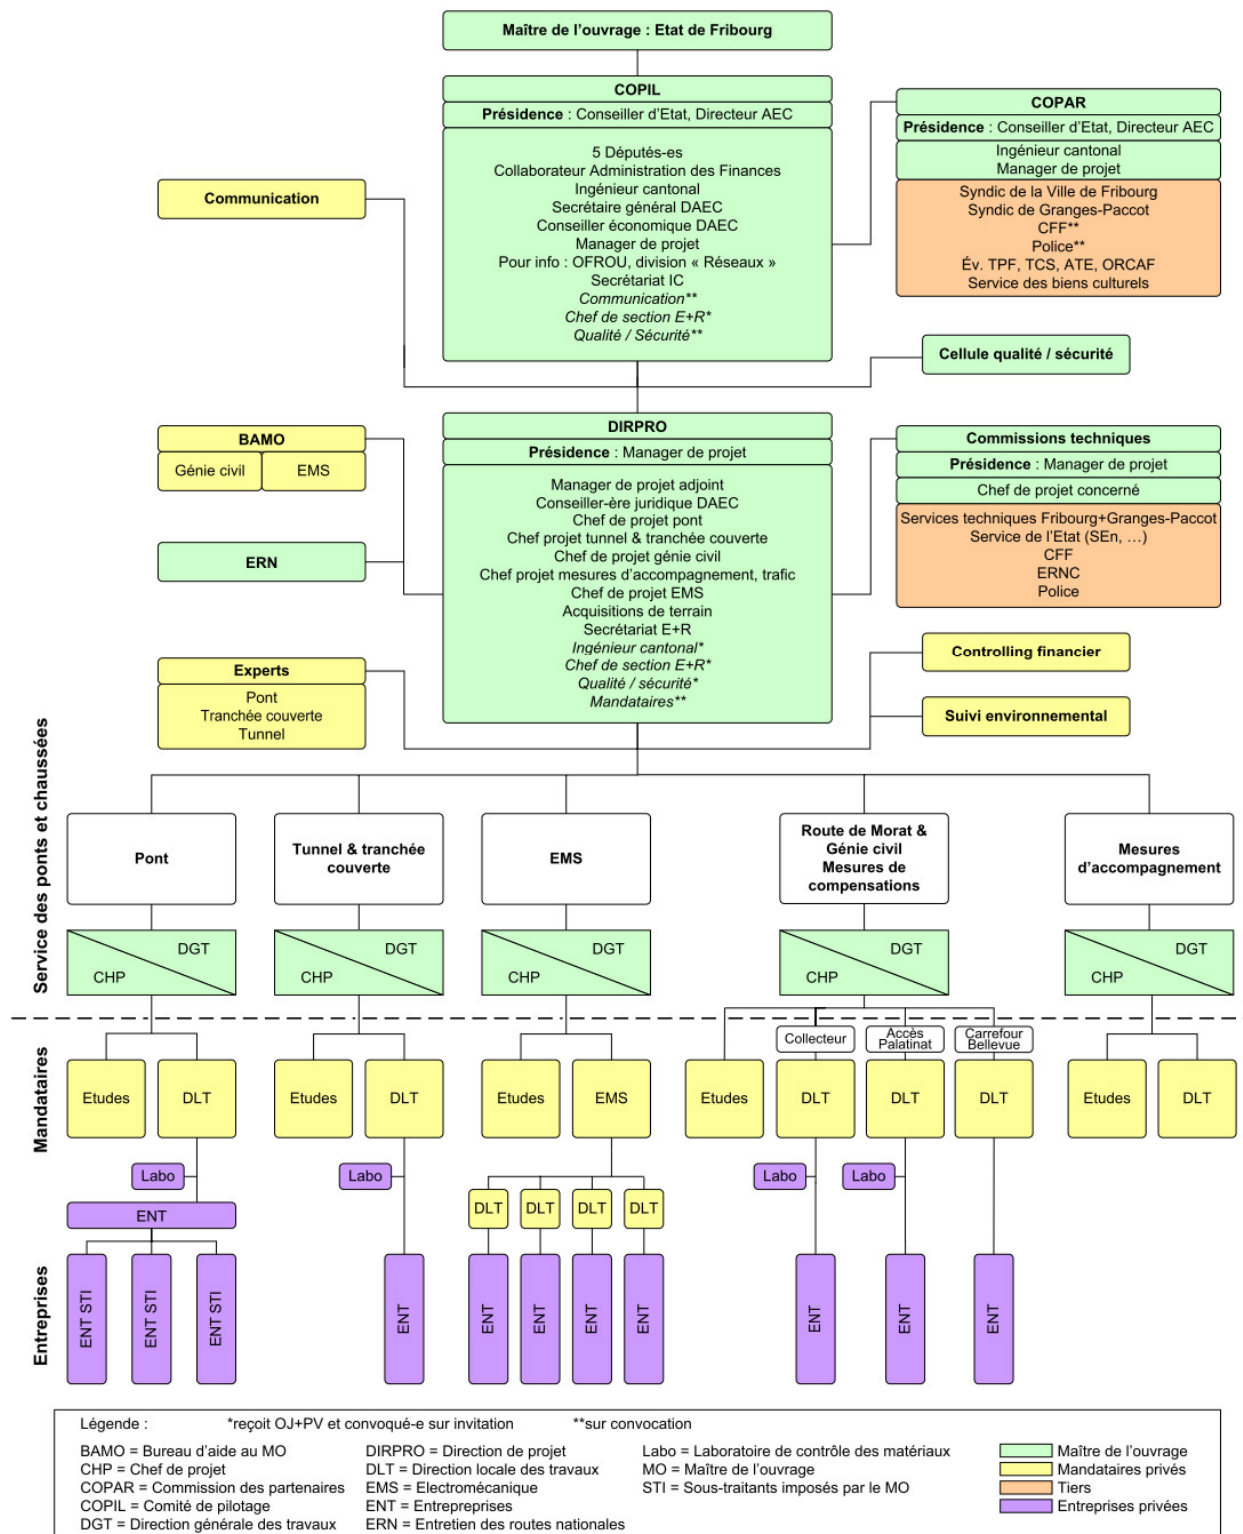 Maître de l'ouvrage : Etat de Fribourg
COPIL
Présidence : Conseiller d'Etat, Directeur AEC
5 Députés-es
Collaborateur Administration des Finances
Ingénieur cantonal
Secrétaire général DAEC
Conseiller économique DAEC
Manager de projet
Pour info : OFROU, division « Réseaux »
Secrétariat IC
Communication**
Chef de section E+R*
Qualité / Sécurité**
COPAR
Présidence : Conseiller d'Etat, Directeur AEC
Ingénieur cantonal
Manager de projet
Syndic de la Ville de Fribourg
Syndic de Granges-Paccot
CFF**
Police**
Év. TPF, TCS, ATE, ORCAF
Service des biens culturels
Communication
Cellule qualité / sécurité
BAMO
Génie civil
EMS
ERN
DIRPRO
Présidence : Manager de projet
Manager de projet adjoint
Conseiller-ère juridique DAEC
Chef de projet pont
Chef projet tunnel & tranchée couverte
Chef de projet génie civil
Chef projet mesures d'accompagnement, trafic
Chef de projet EMS
Acquisitions de terrain
Secrétariat E+R
Ingénieur cantonal*
Chef de section E+R*
Qualité / sécurité*
Mandataires**
Commissions techniques
Présidence : Manager de projet
Chef de projet concerné
Services techniques Fribourg+Granges-Paccot
Service de l'Etat (SEn, …)
CFF
ERNC
Police
Experts
Pont
Tranchée couverte
Tunnel
Controlling financier
Suivi environnemental
Service des ponts et chaussées
Pont
Tunnel & tranchée
couverte
EMS
Route de Morat &
Génie civil
Mesures de
compensations
Mesures
d'accompagnement
DGT
CHP
DGT
CHP
DGT
CHP
DGT
CHP
DGT
CHP
Mandataires
Collecteur
Accès
Palatinat
Carrefour
Bellevue
Etudes
DLT
Etudes
DLT
Etudes
EMS
Etudes
DLT
DLT
DLT
Etudes
DLT
Labo
Labo
Labo
Labo
DLT
DLT
DLT
DLT
Entreprises
ENT
ENT STI
ENT STI
ENT STI
ENT
ENT
ENT
ENT
ENT
ENT
ENT
ENT
Légende : *reçoit OJ+PV et convoqué-e sur invitation **sur convocation
BAMO = Bureau d'aide au MO
CHP = Chef de projet
COPAR = Commission des partenaires
COPIL = Comité de pilotage
DGT = Direction générale des travaux
DIRPRO = Direction de projet
DLT = Direction locale des travaux
EMS = Electromécanique
ENT = Entrepreprises
ERN = Entretien des routes nationales
Labo = Laboratoire de contrôle des matériaux
MO = Maître de l'ouvrage
STI = Sous-traitants imposés par le MO
Maître de l'ouvrage
Mandataires privés
Tiers
Entreprises privées